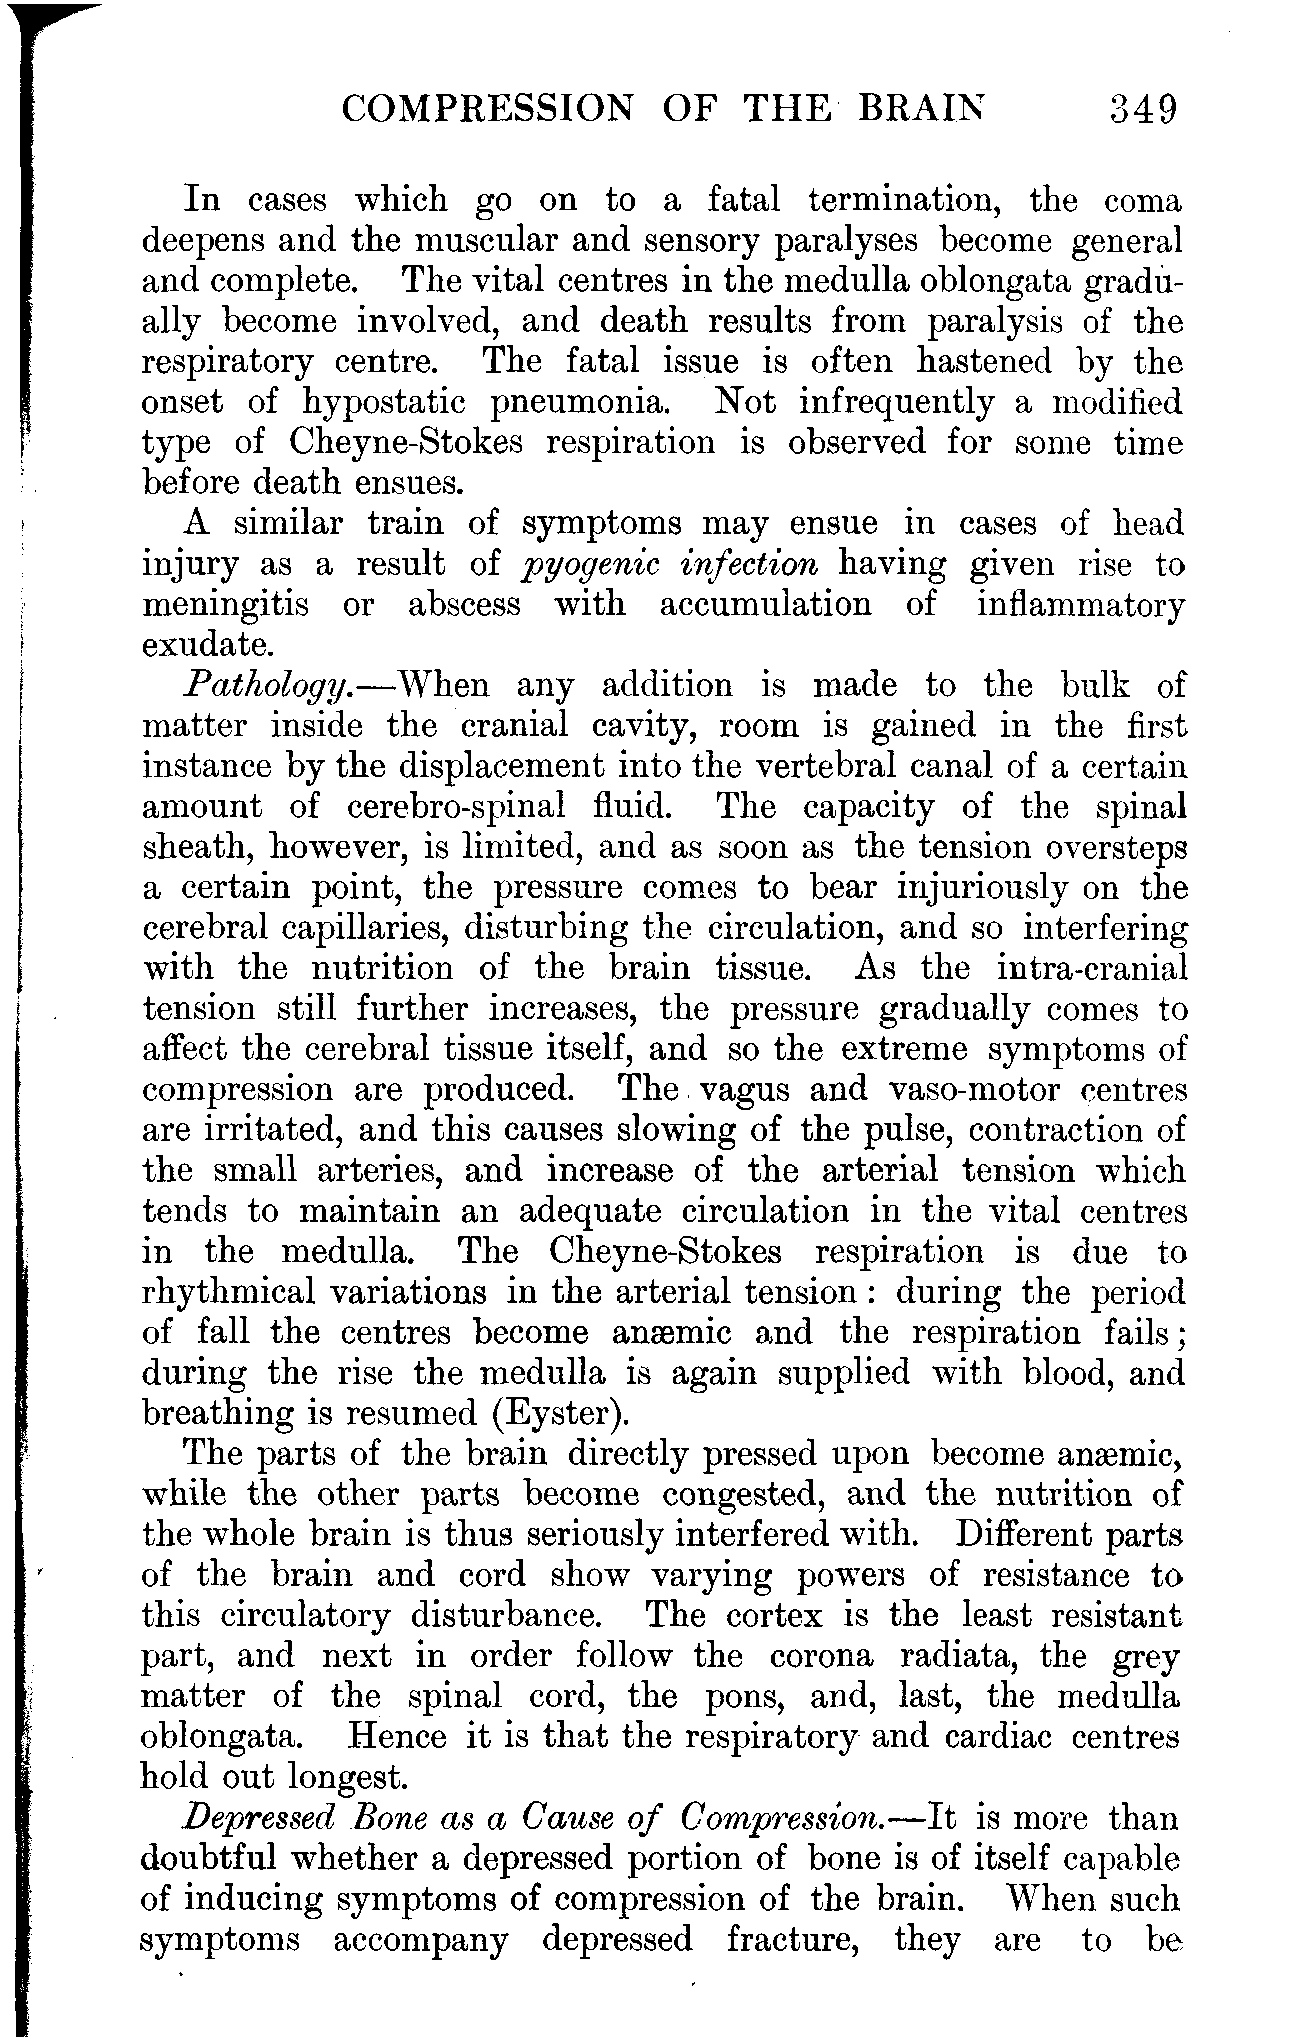 COMPRESSION OF THE BRAIN 349
In cases which go on to a fatal termination, the coma
deepens and the muscular and sensory paralyses become general
and complete. The vital centres in the medulla oblongata gradu-
ally become involved, and death results from paralysis of the
respiratory centre. The fatal issue is often hastened by the
onset of hypostatic pneumonia. Not infrequently a modified
type of Cheyne-Stokes respiration is observed for some time
before death ensues.
A similar train of symptoms may ensue in cases of head
injury as a result of pyogenic infection having given rise to
meningitis or abscess with accumulation of inflammatory
exudate.
Pathology.—When any addition is made to the bulk of
matter inside the cranial cavity, room is gained in the first
instance by the displacement into the vertebral canal of a certain
amount of cerebro-spinal fluid. The capacity of the spinal
sheath, however, is limited, and as soon as the tension oversteps
a certain point, the pressure comes to bear injuriously on the
cerebral capillaries, disturbing the circulation, and so interfering
with the nutrition of the brain tissue. As the intra-cranial
tension still further increases, the pressure gradually comes to
affect the cerebral tissue itself, and so the extreme symptoms of
compression are produced. The vagus and vaso-motor centres
are irritated, and this causes slowing of the pulse, contraction of
the small arteries, and increase of the arterial tension which
tends to maintain an adequate circulation in the vital centres
in the medulla. The Cheyne-Stokes respiration is due to
rhythmical variations in the arterial tension : during the period
of fall the centres become anæmic and the respiration fails ;
during the rise the medulla is again supplied with blood, and
breathing is resumed (Eyster).
The parts of the brain directly pressed upon become anæmic,
while the other parts become congested, and the nutrition of
the whole brain is thus seriously interfered with. Different parts
of the brain and cord show varying powers of resistance to
this circulatory disturbance. The cortex is the least resistant
part, and next in order follow the corona radiata, the grey
matter of the spinal cord, the pons, and, last, the medulla
oblongata. Hence it is that the respiratory and cardiac centres
hold out longest.
Depressed Bone as a Cause of Compression.—It is more than
doubtful whether a depressed portion of bone is of itself capable
of inducing symptoms of compression of the brain. When such
symptoms accompany depressed fracture, they are to be